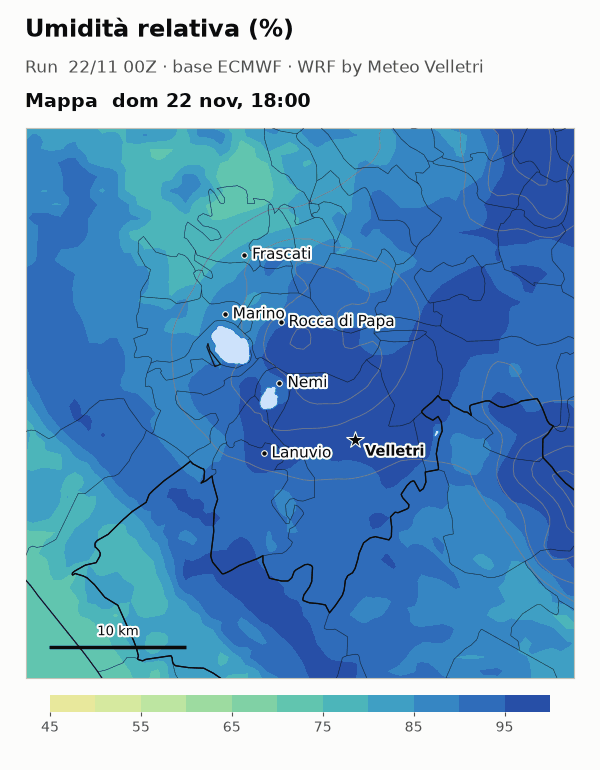 Umidità relativa (%)
Run  22/11 00Z · base ECMWF · WRF by Meteo Velletri
Mappa  dom 22 nov, 18:00
Frascati
Marino
Rocca di Papa
Nemi
Velletri
Lanuvio
10 km
45 55 65 75 85 95